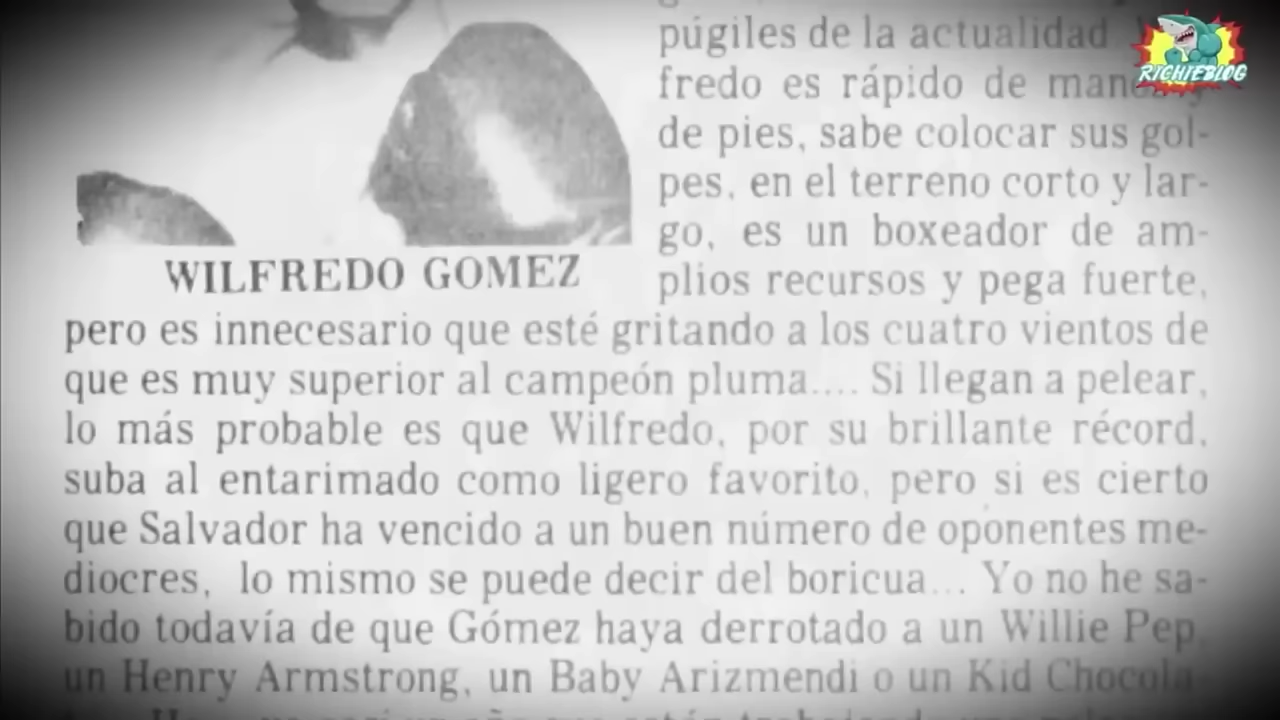 púgiles de la actualidad
RICHIEBLOG
fredo es rápido de
de pies, sabe colocar sus gol-
pes, en el terreno corto y lar-
go, es un boxeador de am-
WILFREDO GOMEZ
plios recursos y pega fuerte,
pero es innecesario que esté gritando a los cuatro vientos de
que es muy superior al campeón pluma.... Si llegan a pelear,
lo más probable es que Wilfredo, por su brillante récord,
suba al entarimado como ligero favorito, pero si es cierto
que Salvador ha vencido a un buen número de oponentes me-
diocres, lo mismo se puede decir del boricua... Yo no he sa-
bido todavía de que Gómez haya derrotado a un Willie Pep,
un Henry Armstrong, un Baby Arizmendi o un Kid Chocola-